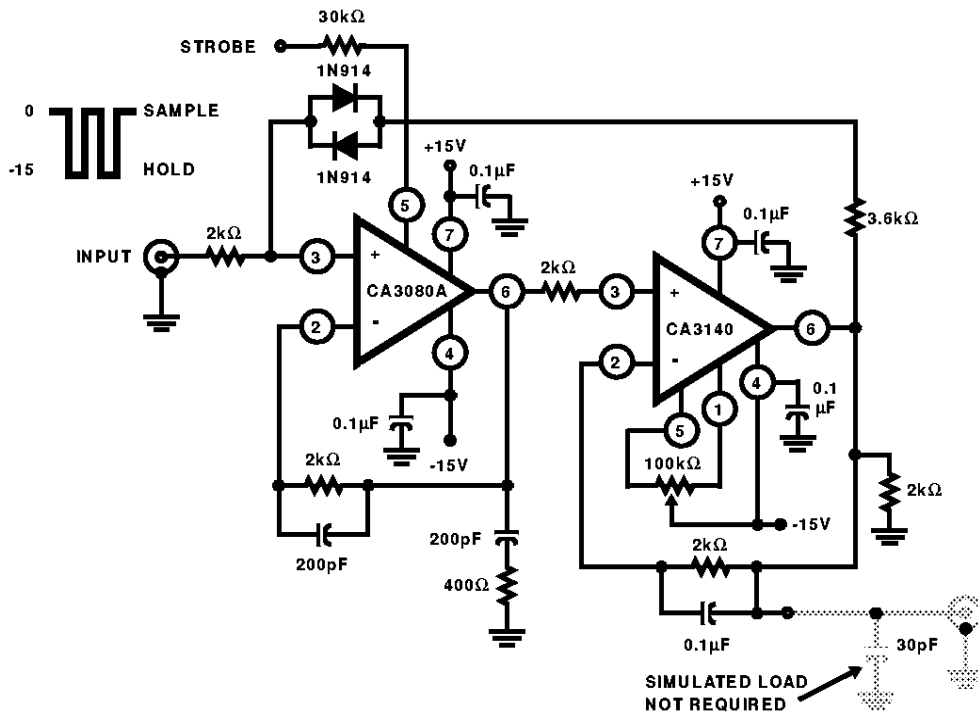 30kΩ
STROBE
1N914
0
SAMPLE
-15
HOLD
1N914
+15V
0.1µF
5
7
+15V
0.1µF
7
3.6kΩ
2kΩ
INPUT
3
+
CA3080A
6
2kΩ
3
+
CA3140
6
2
-
4
2
-
4
0.1µF
-15V
5
1
0.1
µF
2kΩ
100kΩ
2kΩ
-15V
200pF
200pF
2kΩ
400Ω
0.1µF
30pF
SIMULATED LOAD
NOT REQUIRED